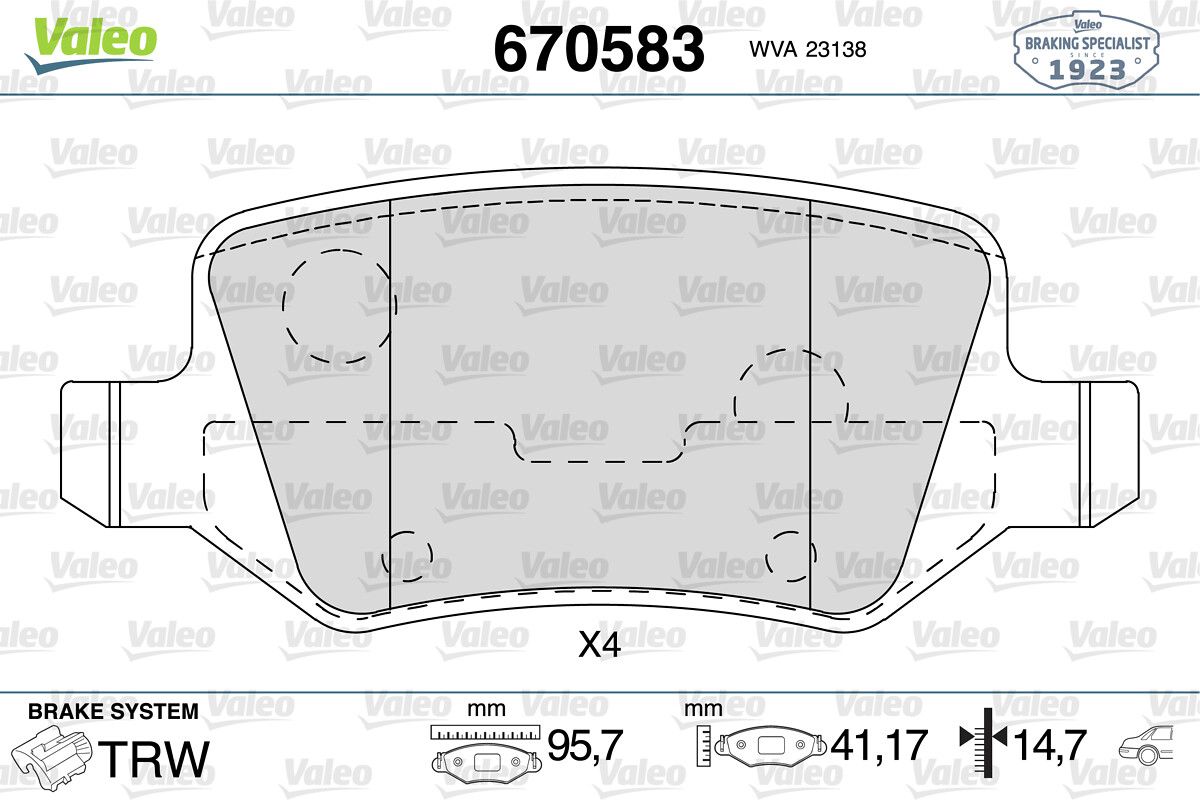 Valeo
670583
WVA 23138
Valeo
BRAKING SPECIALIST
SINCE
1923
X4
BRAKE SYSTEM
TRW
mm
95,7
mm
41,17
14,7